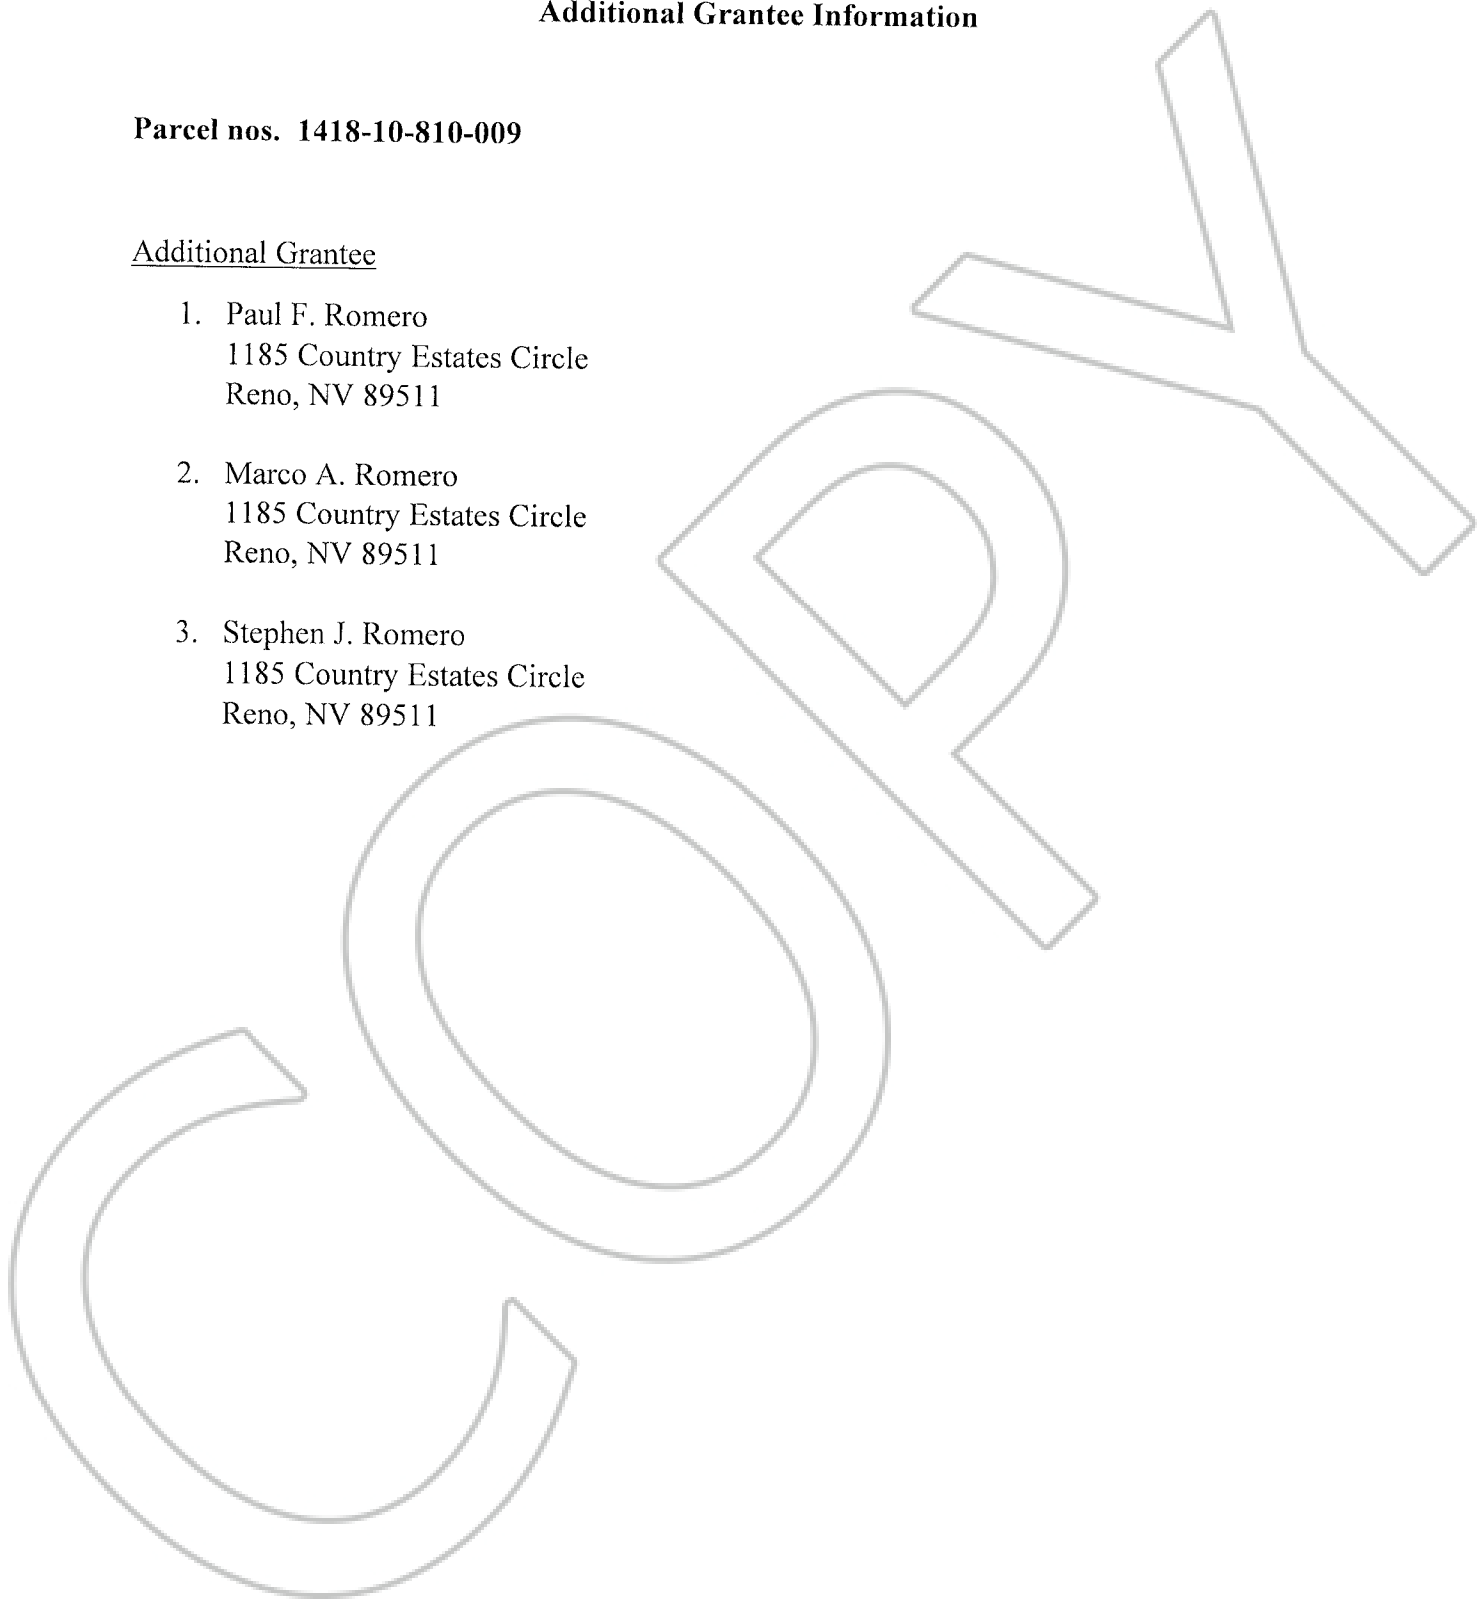 Additional Grantee Information
Parcel nos. 1418-10-810-009
Additional Grantee
1. Paul F. Romero
1185 Country Estates Circle
Reno, NV 89511
2. Marco A. Romero
1185 Country Estates Circle
Reno, NV 89511
3. Stephen J. Romero
1185 Country Estates Circle
Reno, NV 89511
COPY